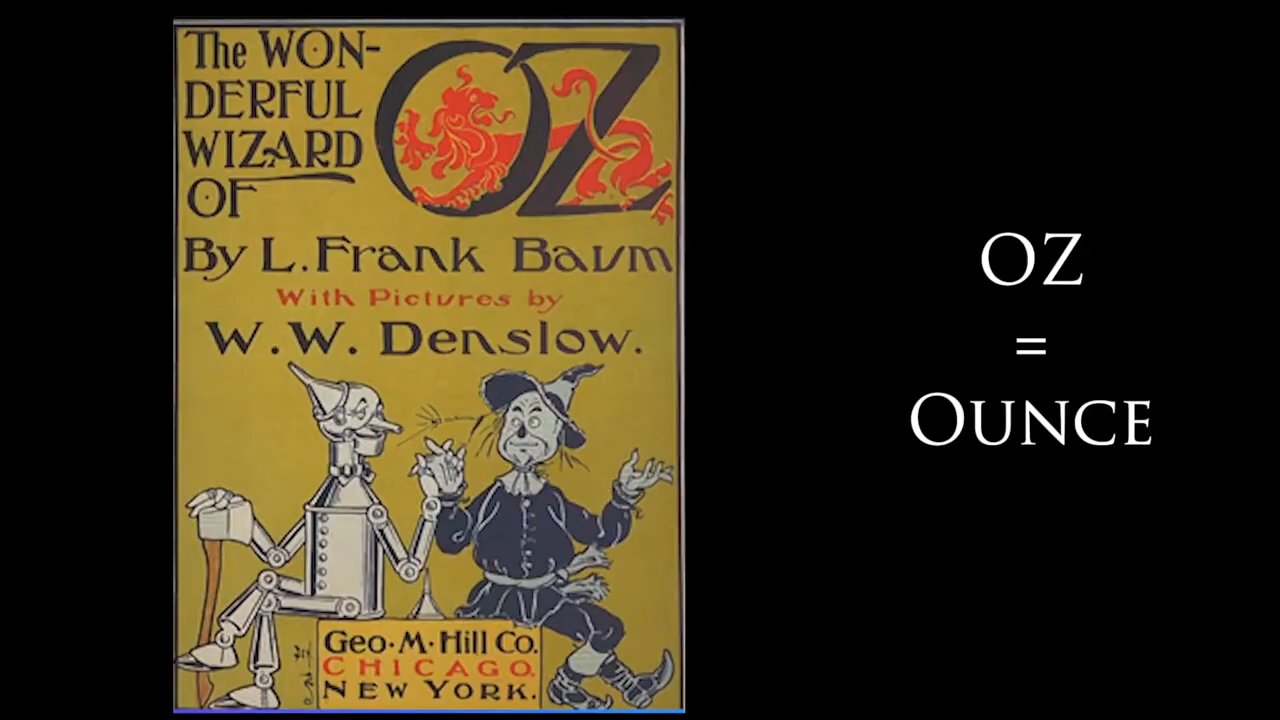 The WON-
DERFUL
WIZARD
OF
OZ
By L. Frank Baum
With Pictures by
W. W. Denslow.
Geo. M. Hill Co.
CHICAGO.
NEW YORK.
OZ
=
OUNCE